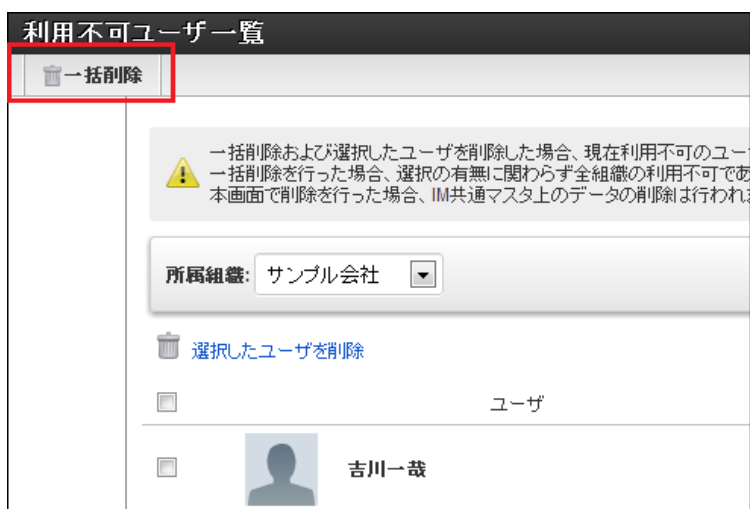 利用不可ユーザ一覧
一括削除
一括削除および選択したユーザを削除した場合、現在利用不可のユー
一括削除を行った場合、選択の有無に関わらず全組織の利用不可であ
本画面で削除を行った場合、IM共通マスタ上のデータの削除は行われ
所属組織: サンプル会社
選択したユーザを削除
ユーザ
吉川一哉